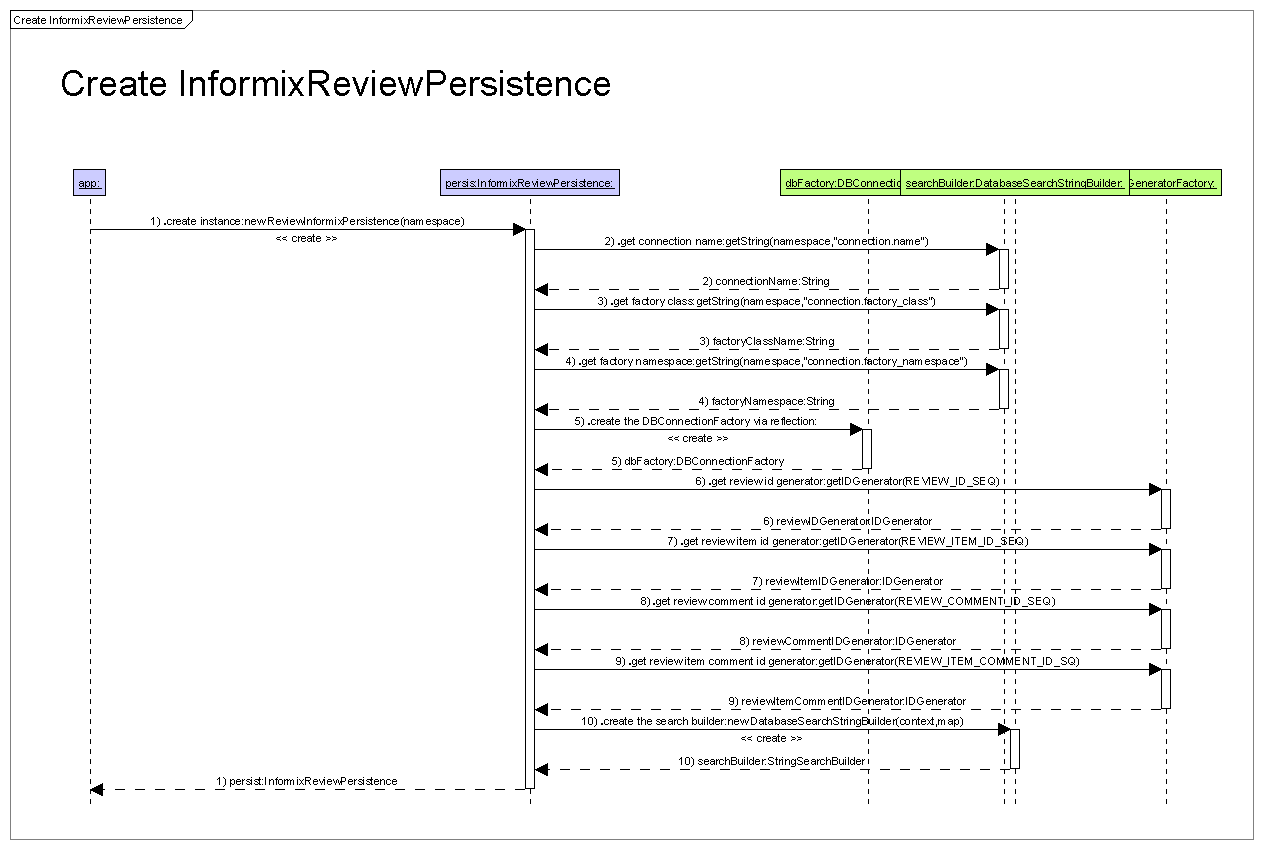 Create InformixReviewPersistence
Create InformixReviewPersistence
app:
persis:InformixReviewPersistence:
dbFactory:DBConnectio
searchBuilder:DatabaseSearchStringBuilder:
GeneratorFactory:
1) .create instance:newReviewInformixPersistence(namespace)
<< create >>
2) .get connection name:getString(namespace,"connection.name")
2) connectionName:String
3) .get factory class:getString(namespace,"connection.factory_class")
3) factoryClassName:String
4) .get factory namespace:getString(namespace,"connection.factory_namespace")
4) factoryNamespace:String
5) .create the DBConnectionFactory via reflection:
<< create >>
5) dbFactory:DBConnectionFactory
6) .get review id generator:getIDGenerator(REVIEW_ID_SEQ)
6) reviewIDGenerator:IDGenerator
7) .get review item id generator:getIDGenerator(REVIEW_ITEM_ID_SEQ)
7) reviewItemIDGenerator:IDGenerator
8) .get review comment id generator:getIDGenerator(REVIEW_COMMENT_ID_SEQ)
8) reviewCommentIDGenerator:IDGenerator
9) .get review item comment id generator:getIDGenerator(REVIEW_ITEM_COMMENT_ID_SQ)
9) reviewItemCommentIDGenerator:IDGenerator
10) .create the search builder:newDatabaseSearchStringBuilder(context,map)
<< create >>
10) searchBuilder:StringSearchBuilder
1) persist:InformixReviewPersistence